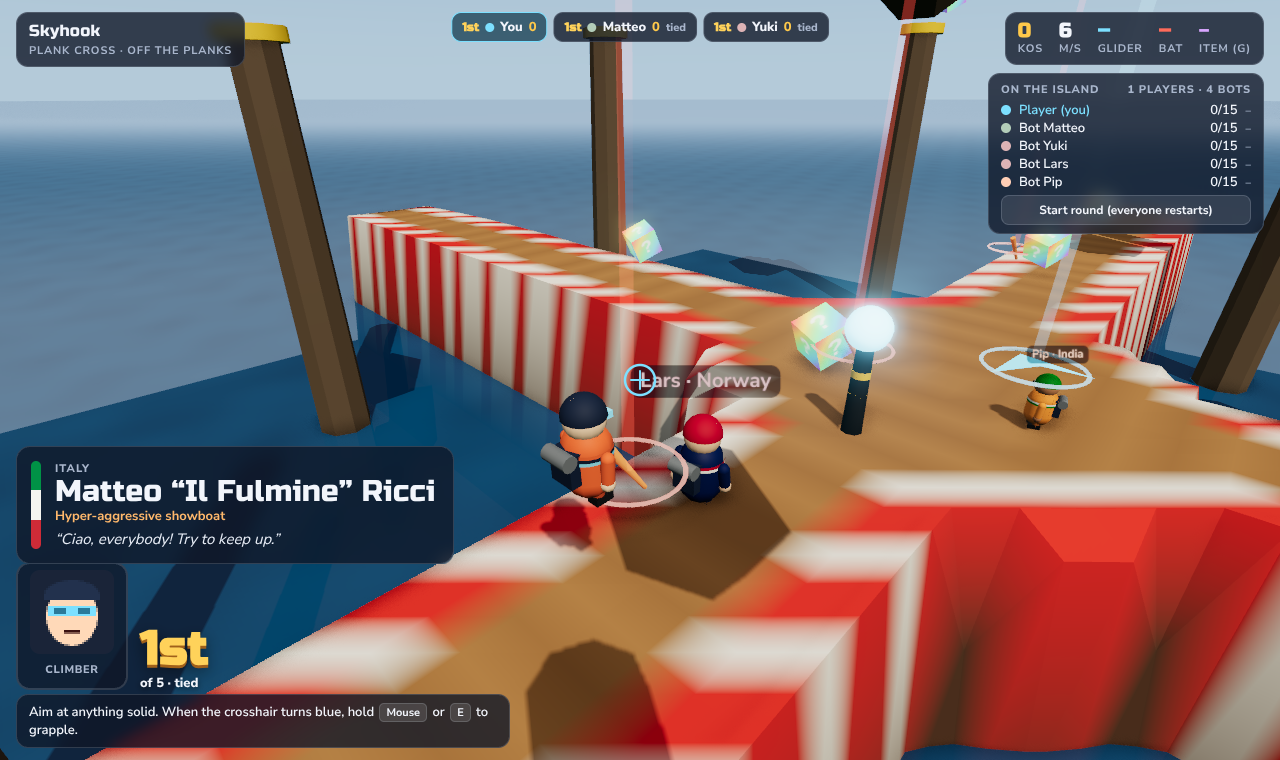 Skyhook
PLANK CROSS · OFF THE PLANKS
1st You 0
1st Matteo 0 tied
1st Yuki 0 tied
0 6 – – –
KOS M/S GLIDER BAT ITEM (G)
ON THE ISLAND 1 PLAYERS · 4 BOTS
Player (you) 0/15 –
Bot Matteo 0/15 –
Bot Yuki 0/15 –
Bot Lars 0/15 –
Bot Pip 0/15 –
Start round (everyone restarts)
Pip · India
Lars · Norway
ITALY
Matteo “Il Fulmine” Ricci
Hyper-aggressive showboat
“Ciao, everybody! Try to keep up.”
CLIMBER
1st
of 5 · tied
Aim at anything solid. When the crosshair turns blue, hold Mouse or E to
grapple.